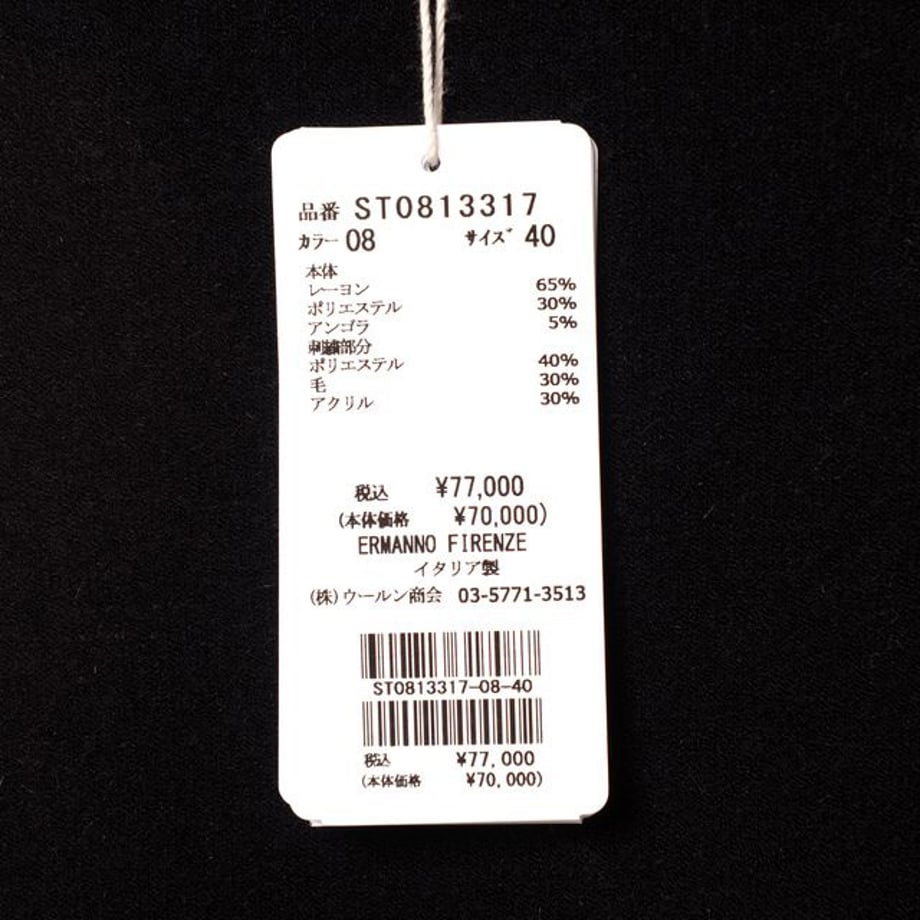 品番 ST0813317
カラー 08 サイズ 40
本体
レーヨン 65%
ポリエステル 30%
アンゴラ 5%
刺繍部分
ポリエステル 40%
毛 30%
アクリル 30%
税込 ¥77,000
(本体価格 ¥70,000)
ERMANNO FIRENZE
イタリア製
(株)ウールン商会 03-5771-3513
ST0813317-08-40
税込 ¥77,000
(本体価格 ¥70,000)